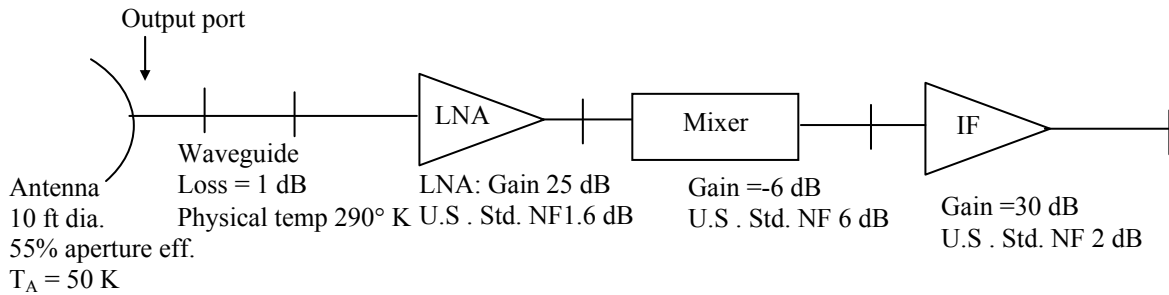 Output port
LNA
Mixer
IF
Waveguide
Loss = 1 dB
Physical temp 290° K
Antenna
10 ft dia.
55% aperture eff.
T_A = 50 K
LNA: Gain 25 dB
U.S . Std. NF1.6 dB
Gain =-6 dB
U.S . Std. NF 6 dB
Gain =30 dB
U.S . Std. NF 2 dB